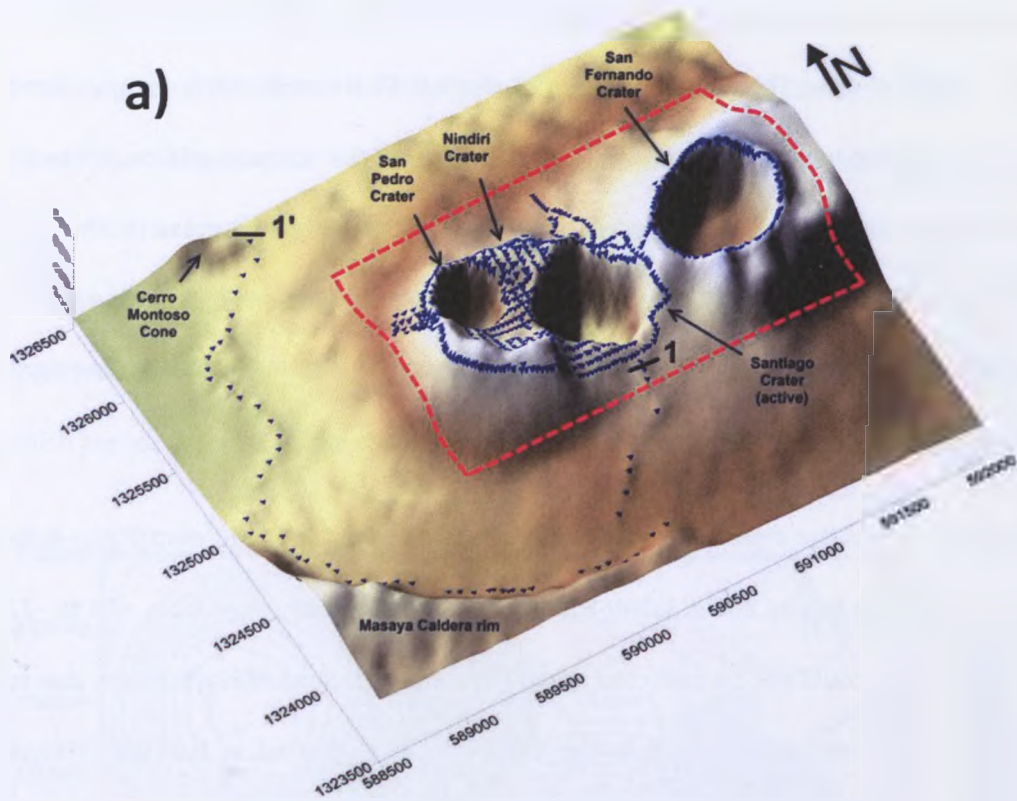 a)
N
San
Fernando
Crater
Nindiri
Crater
San
Pedro
Crater
1'
Cerro
Montoso
Cone
1
Santiago
Crater
(active)
Masaya Caldera rim
1326500
1326000
1325500
1325000
1324500
1324000
1323500
588500
589000
589500
590000
590500
591000
591500
592000